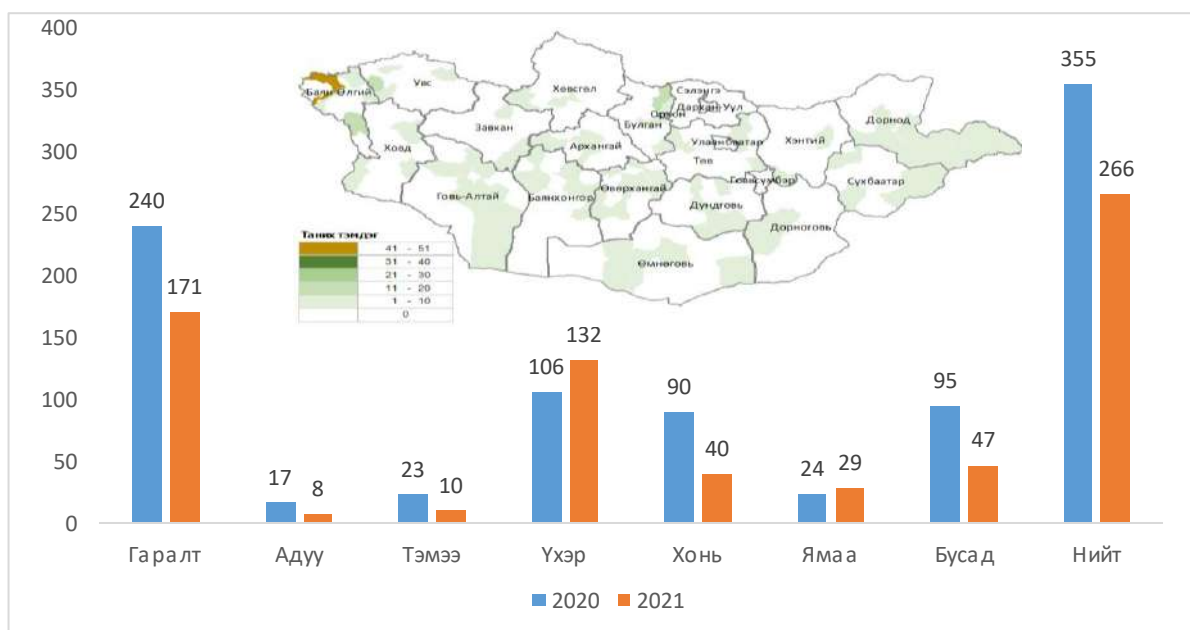 400
350
300
250
200
150
100
50
0
240
171
17
8
23
10
106
132
90
40
24
29
95
47
355
266
Баян-Өлгий
Увс
Хөвсгөл
Сэлэнгэ
Дархан-Уул
Орхон
Булган
Завхан
Архангай
Ховд
Улаанбаатар
Төв
Хэнтий
Дорнод
Говь-Алтай
Баянхонгор
Өвөрхангай
Говьсүмбэр
Сүхбаатар
Дундговь
Дорноговь
Өмнөговь
Таних тэмдэг
41 - 51
31 - 40
21 - 30
11 - 20
1 - 10
0
Гаралт Адуу Тэмээ Үхэр Хонь Ямаа Бусад Нийт
2020 2021